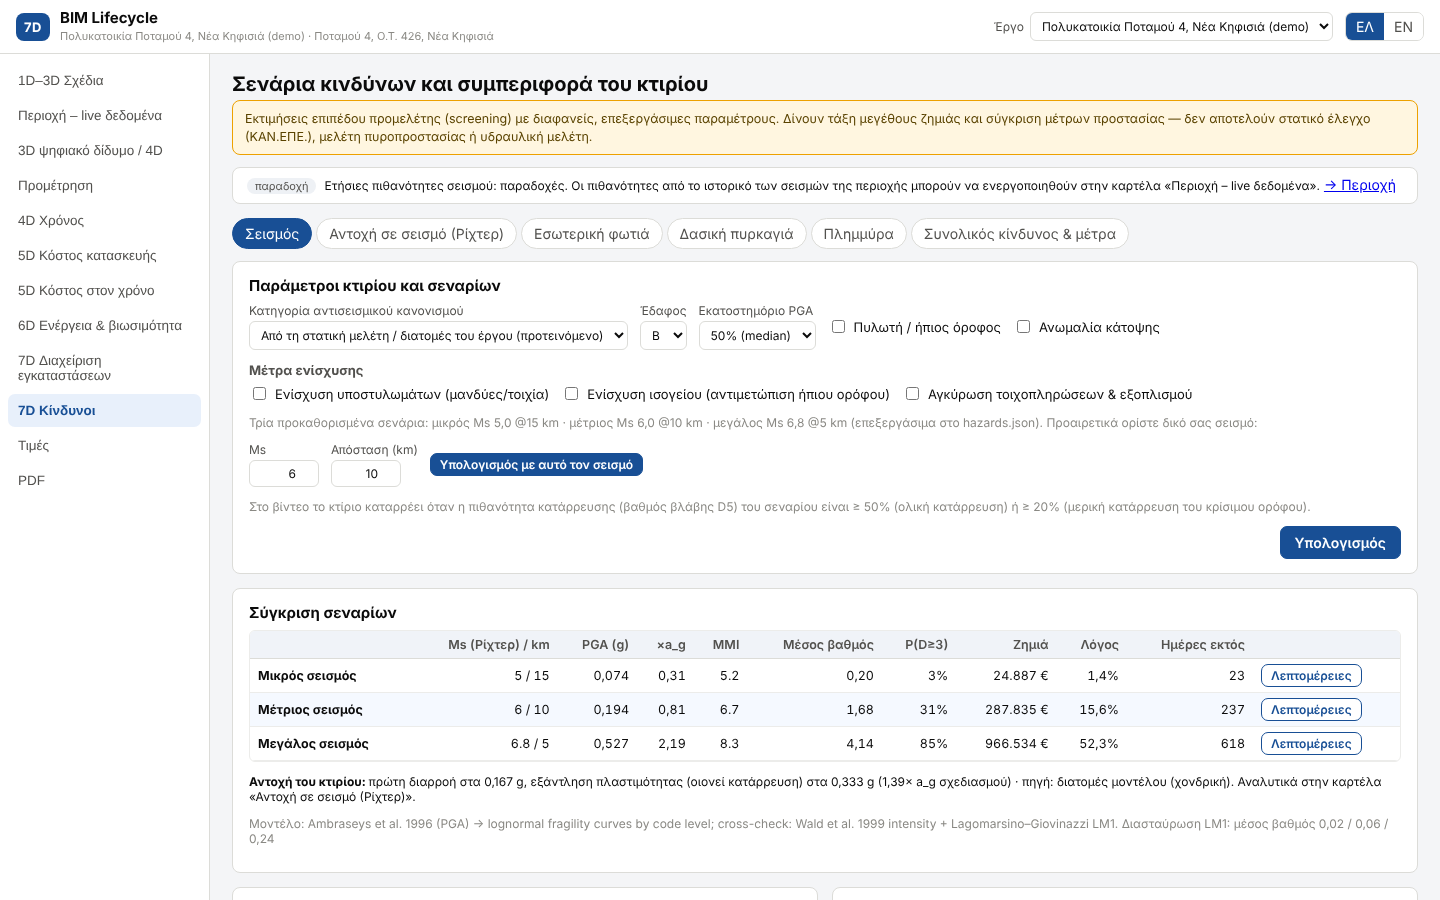 7D
BIM Lifecycle
Πολυκατοικία Ποταμού 4, Νέα Κηφισιά (demo) · Ποταμού 4, Ο.Τ. 426, Νέα Κηφισιά
Έργο
Πολυκατοικία Ποταμού 4, Νέα Κηφισιά (demo)
ΕΛ
EN
1D–3D Σχέδια
Περιοχή – live δεδομένα
3D ψηφιακό δίδυμο / 4D
Προμέτρηση
4D Χρόνος
5D Κόστος κατασκευής
5D Κόστος στον χρόνο
6D Ενέργεια & βιωσιμότητα
7D Διαχείριση
εγκαταστάσεων
7D Κίνδυνοι
Τιμές
PDF
Σενάρια κινδύνων και συμπεριφορά του κτιρίου
Εκτιμήσεις επιπέδου προμελέτης (screening) με διαφανείς, επεξεργάσιμες παραμέτρους. Δίνουν τάξη μεγέθους ζημιάς και σύγκριση μέτρων προστασίας — δεν αποτελούν στατικό έλεγχο
(ΚΑΝ.ΕΠΕ.), μελέτη πυροπροστασίας ή υδραυλική μελέτη.
παραδοχή Ετήσιες πιθανότητες σεισμού: παραδοχές. Οι πιθανότητες από το ιστορικό των σεισμών της περιοχής μπορούν να ενεργοποιηθούν στην καρτέλα «Περιοχή – live δεδομένα». → Περιοχή
Σεισμός
Αντοχή σε σεισμό (Ρίχτερ)
Εσωτερική φωτιά
Δασική πυρκαγιά
Πλημμύρα
Συνολικός κίνδυνος & μέτρα
Παράμετροι κτιρίου και σεναρίων
Κατηγορία αντισεισμικού κανονισμού Έδαφος Εκατοστημόριο PGA
Από τη στατική μελέτη / διατομές του έργου (προτεινόμενο) B 50% (median) Πυλωτή / ήπιος όροφος Ανωμαλία κάτοψης
Μέτρα ενίσχυσης
Ενίσχυση υποστυλωμάτων (μανδύες/τοιχία) Ενίσχυση ισογείου (αντιμετώπιση ήπιου ορόφου) Αγκύρωση τοιχοπληρώσεων & εξοπλισμού
Τρία προκαθορισμένα σενάρια: μικρός Ms 5,0 @15 km · μέτριος Ms 6,0 @10 km · μεγάλος Ms 6,8 @5 km (επεξεργάσιμα στο hazards.json). Προαιρετικά ορίστε δικό σας σεισμό:
Ms Απόσταση (km)
6 10 Υπολογισμός με αυτό τον σεισμό
Στο βίντεο το κτίριο καταρρέει όταν η πιθανότητα κατάρρευσης (βαθμός βλάβης D5) του σεναρίου είναι ≥ 50% (ολική κατάρρευση) ή ≥ 20% (μερική κατάρρευση του κρίσιμου ορόφου).
Υπολογισμός
Σύγκριση σεναρίων
Ms (Ρίχτερ) / km PGA (g) ×a_g MMI Μέσος βαθμός P(D≥3) Ζημιά Λόγος Ημέρες εκτός
Μικρός σεισμός 5 / 15 0,074 0,31 5.2 0,20 3% 24.887 € 1,4% 23 Λεπτομέρειες
Μέτριος σεισμός 6 / 10 0,194 0,81 6.7 1,68 31% 287.835 € 15,6% 237 Λεπτομέρειες
Μεγάλος σεισμός 6.8 / 5 0,527 2,19 8.3 4,14 85% 966.534 € 52,3% 618 Λεπτομέρειες
Αντοχή του κτιρίου: πρώτη διαρροή στα 0,167 g, εξάντληση πλαστιμότητας (οιονεί κατάρρευση) στα 0,333 g (1,39× a_g σχεδιασμού) · πηγή: διατομές μοντέλου (χονδρική). Αναλυτικά στην καρτέλα
«Αντοχή σε σεισμό (Ρίχτερ)».
Μοντέλο: Ambraseys et al. 1996 (PGA) → lognormal fragility curves by code level; cross-check: Wald et al. 1999 intensity + Lagomarsino–Giovinazzi LM1. Διασταύρωση LM1: μέσος βαθμός 0,02 / 0,06 /
0,24